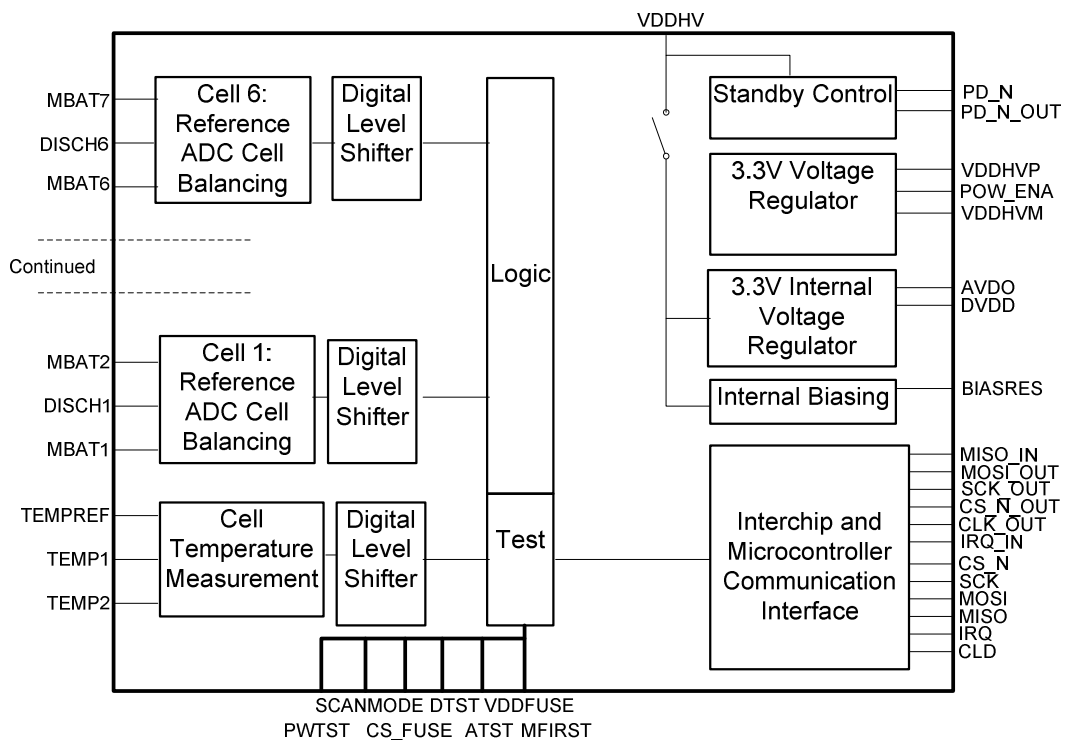 VDDHV
MBAT7
DISCH6
MBAT6
Cell 6:
Reference
ADC Cell
Balancing
Digital
Level
Shifter
Continued
MBAT2
DISCH1
MBAT1
Cell 1:
Reference
ADC Cell
Balancing
Digital
Level
Shifter
TEMPREF
TEMP1
TEMP2
Cell
Temperature
Measurement
Digital
Level
Shifter
Logic
Test
Standby Control
PD_N
PD_N_OUT
3.3V Voltage
Regulator
VDDHVP
POW_ENA
VDDHVM
3.3V Internal
Voltage
Regulator
AVDO
DVDD
Internal Biasing
BIASRES
Interchip and
Microcontroller
Communication
Interface
MISO_IN
MOSI_OUT
SCK_OUT
CS_N_OUT
CLK_OUT
IRQ_IN
CS_N
SCK
MOSI
MISO
IRQ
CLD
SCANMODE DTST VDDFUSE
PWTST CS_FUSE ATST MFIRST